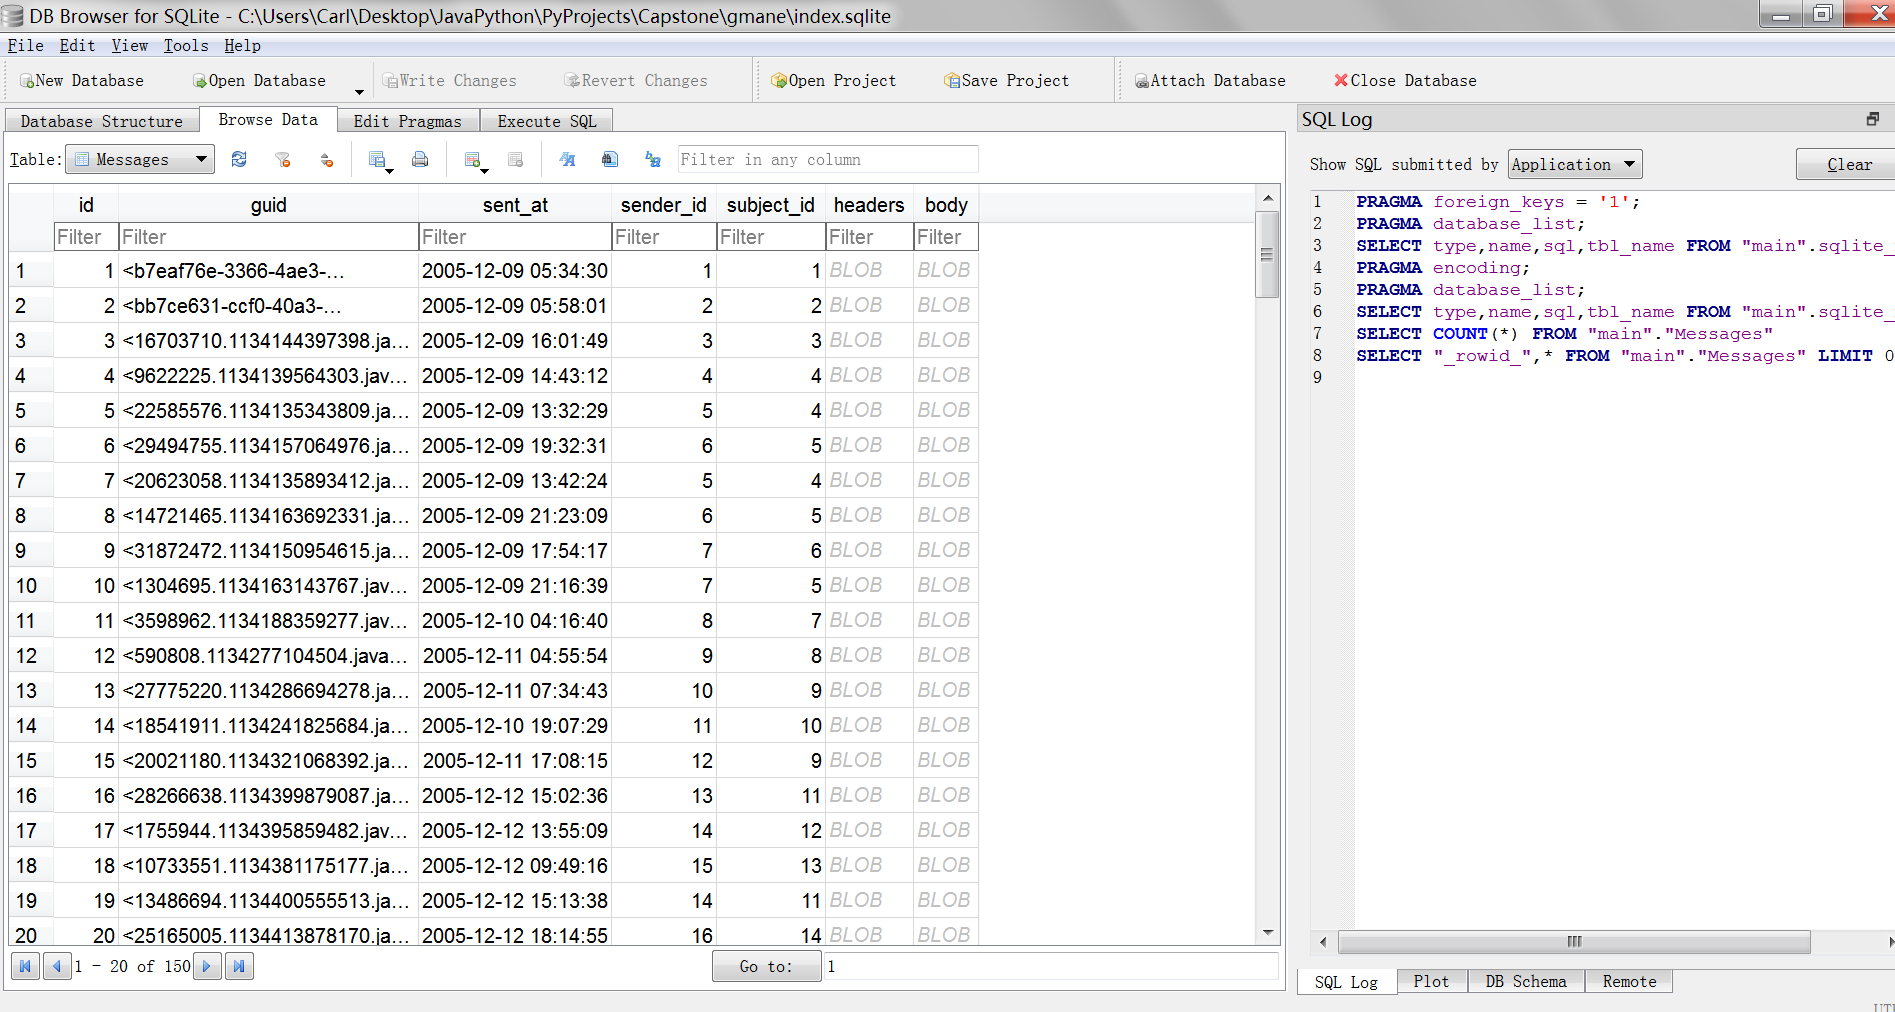 DB Browser for SQLite - C:\Users\Carl\Desktop\JavaPython\PyProjects\Capstone\gmane\index.sqlite
File Edit View Tools Help
New Database Open Database Write Changes Revert Changes Open Project Save Project Attach Database Close Database
Database Structure Browse Data Edit Pragmas Execute SQL
Table: Messages Filter in any column
id guid sent_at sender_id subject_id headers body
Filter Filter Filter Filter Filter Filter Filter
1 1 <b7eaf76e-3366-4ae3-... 2005-12-09 05:34:30 1 1 BLOB BLOB
2 2 <bb7ce631-ccf0-40a3-... 2005-12-09 05:58:01 2 2 BLOB BLOB
3 3 <16703710.1134144397398.ja... 2005-12-09 16:01:49 3 3 BLOB BLOB
4 4 <9622225.1134139564303.jav... 2005-12-09 14:43:12 4 4 BLOB BLOB
5 5 <22585576.1134135343809.ja... 2005-12-09 13:32:29 5 4 BLOB BLOB
6 6 <29494755.1134157064976.ja... 2005-12-09 19:32:31 6 5 BLOB BLOB
7 7 <20623058.1134135893412.ja... 2005-12-09 13:42:24 5 4 BLOB BLOB
8 8 <14721465.1134163692331.ja... 2005-12-09 21:23:09 6 5 BLOB BLOB
9 9 <31872472.1134150954615.ja... 2005-12-09 17:54:17 7 6 BLOB BLOB
10 10 <1304695.1134163143767.jav... 2005-12-09 21:16:39 7 5 BLOB BLOB
11 11 <3598962.1134188359277.jav... 2005-12-10 04:16:40 8 7 BLOB BLOB
12 12 <590808.1134277104504.java... 2005-12-11 04:55:54 9 8 BLOB BLOB
13 13 <27775220.1134286694278.ja... 2005-12-11 07:34:43 10 9 BLOB BLOB
14 14 <18541911.1134241825684.ja... 2005-12-10 19:07:29 11 10 BLOB BLOB
15 15 <20021180.1134321068392.ja... 2005-12-11 17:08:15 12 9 BLOB BLOB
16 16 <28266638.1134399879087.ja... 2005-12-12 15:02:36 13 11 BLOB BLOB
17 17 <1755944.1134395859482.jav... 2005-12-12 13:55:09 14 12 BLOB BLOB
18 18 <10733551.1134381175177.ja... 2005-12-12 09:49:16 15 13 BLOB BLOB
19 19 <13486694.1134400555513.ja... 2005-12-12 15:13:38 14 11 BLOB BLOB
20 20 <25165005.1134413878170.ja... 2005-12-12 18:14:55 16 14 BLOB BLOB
1 - 20 of 150 Go to: 1
SQL Log
Show SQL submitted by Application Clear
1 PRAGMA foreign_keys = '1';
2 PRAGMA database_list;
3 SELECT type,name,sql,tbl_name FROM "main".sqlite_
4 PRAGMA encoding;
5 PRAGMA database_list;
6 SELECT type,name,sql,tbl_name FROM "main".sqlite_
7 SELECT COUNT(*) FROM "main"."Messages"
8 SELECT "_rowid_",* FROM "main"."Messages" LIMIT 0
9
SQL Log Plot DB Schema Remote